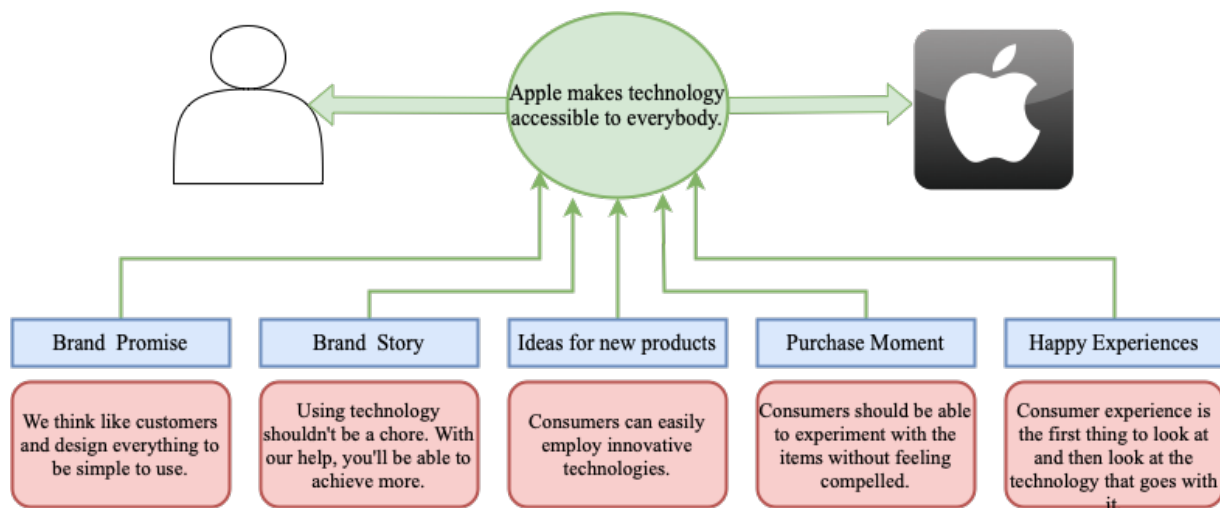 Apple makes technology
accessible to everybody.
Brand Promise
Brand Story
Ideas for new products
Purchase Moment
Happy Experiences
We think like customers
and design everything to
be simple to use.
Using technology
shouldn't be a chore. With
our help, you'll be able to
achieve more.
Consumers can easily
employ innovative
technologies.
Consumers should be able
to experiment with the
items without feeling
compelled.
Consumer experience is
the first thing to look at
and then look at the
technology that goes with
it.